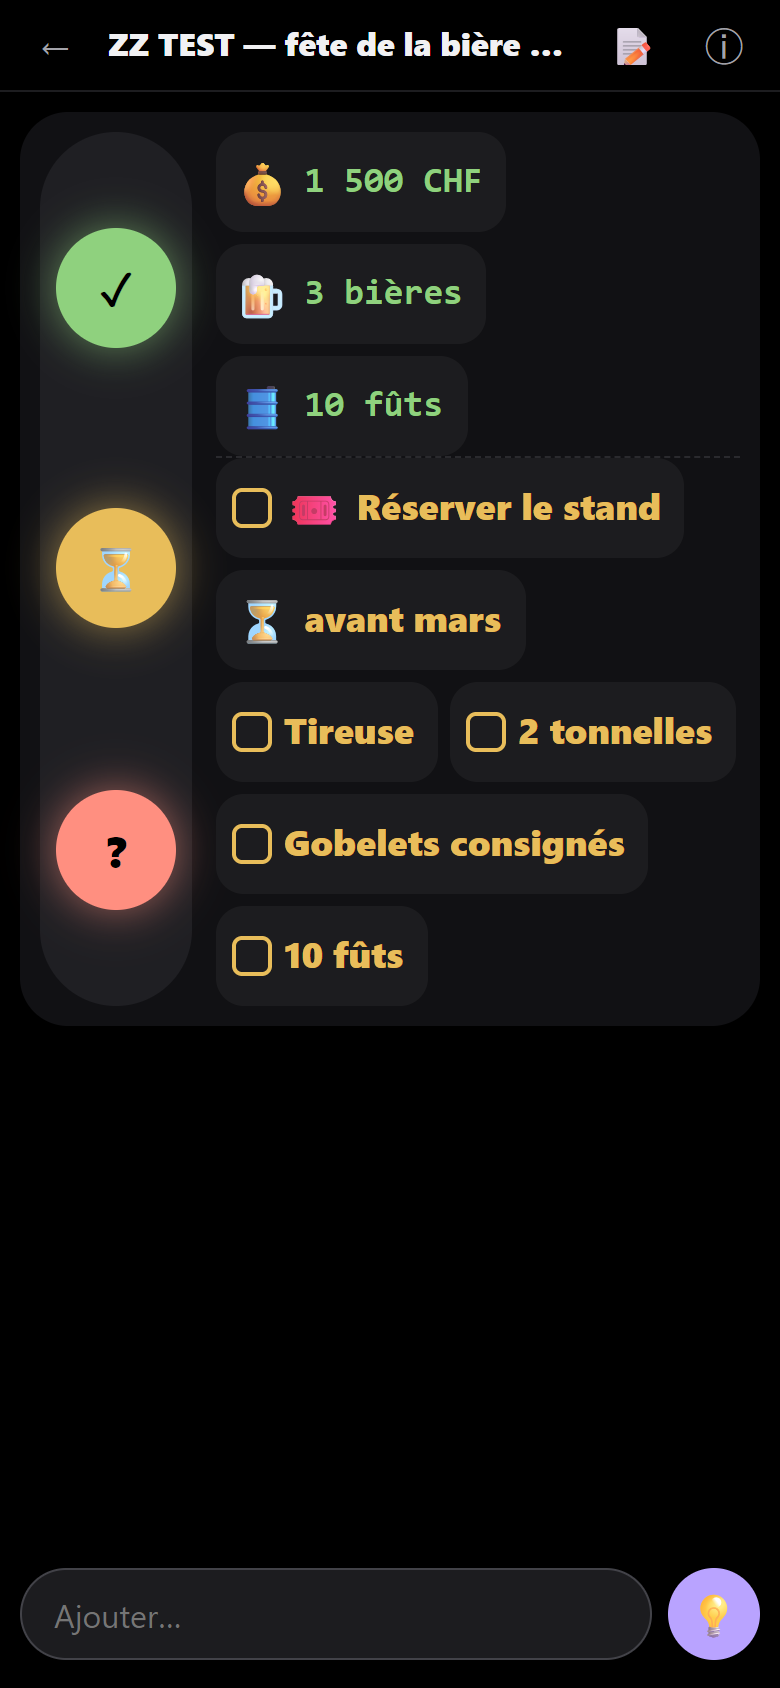 ← ZZ TEST — fête de la bière ... 📝 ⓘ
✓
💰 1 500 CHF
🍺 3 bières
🛢️ 10 fûts
⏳
🎟️ Réserver le stand
⏳ avant mars
Tireuse
2 tonnelles
?
Gobelets consignés
10 fûts
Ajouter...